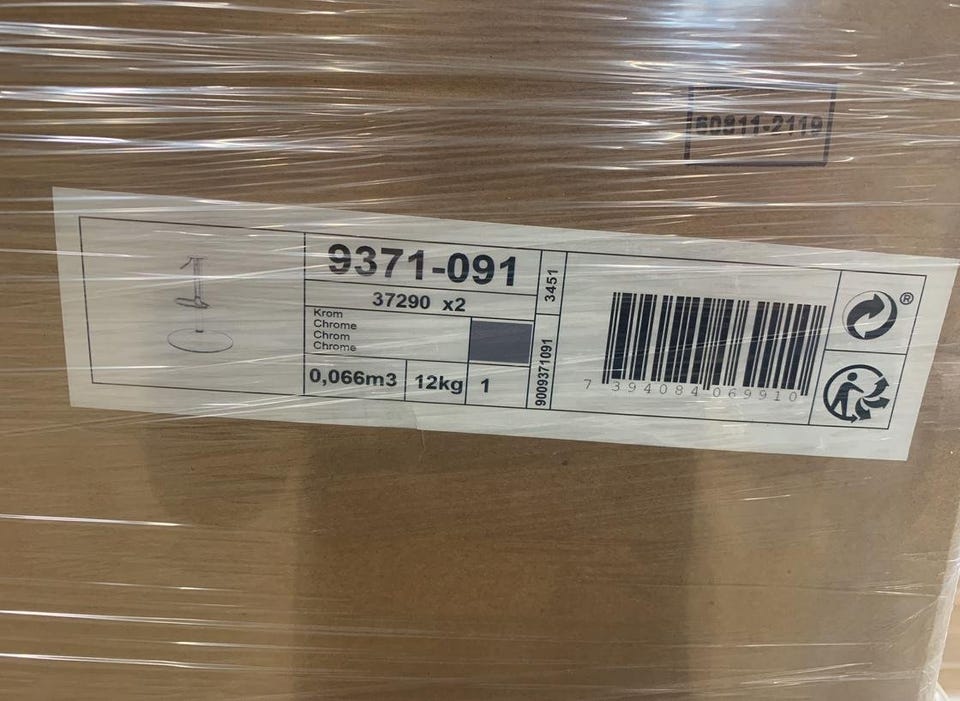 60811-2119
9371-091
37290 x2
Krom
Chrome
Chrom
Chrome
0,066m3
12kg
1
3451
9009371091
7 394084 069910
®